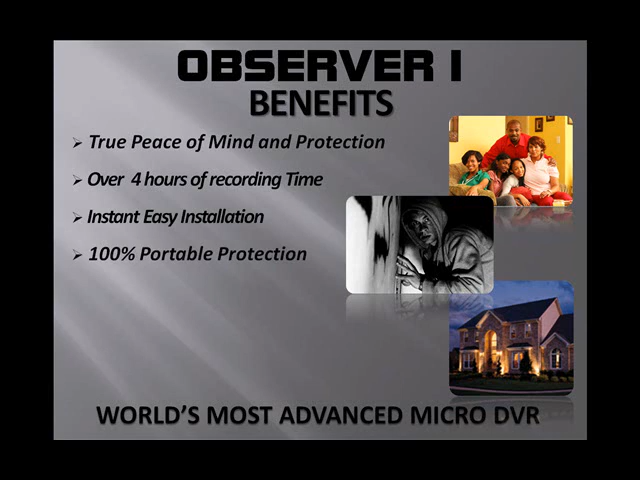 OBSERVER I
BENEFITS
➢ True Peace of Mind and Protection
➢ Over 4 hours of recording Time
➢ Instant Easy Installation
➢ 100% Portable Protection
WORLD'S MOST ADVANCED MICRO DVR